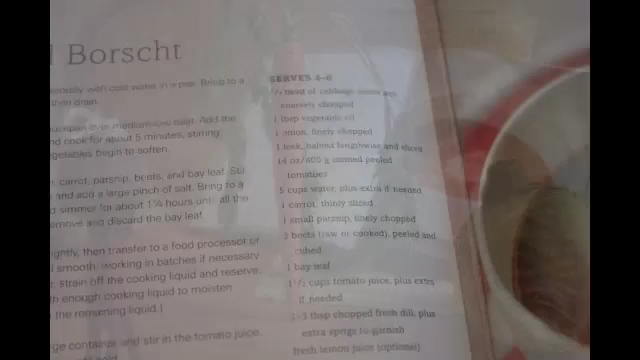 Borscht
with cold water in a pan. Bring to a
then drain.
over medium-low heat. Add the
cook for about 5 minutes, stirring
vegetables begin to soften.
carrot, parsnip, beets, and bay leaf. Stir
and add a large pinch of salt. Bring to a
simmer for about 1¼ hours until all the
remove and discard the bay leaf.
slightly, then transfer to a food processor or
smooth, working in batches if necessary
strain off the cooking liquid and reserve,
enough cooking liquid to moisten
the remaining liquid.)
container and stir in the tomato juice.
SERVES 4–6
head of cabbage
coarsely chopped
1 tbsp vegetable oil
1 onion, finely chopped
1 leek, halved lengthwise and sliced
14 oz/400 g canned peeled
tomatoes
5 cups water, plus extra if needed
1 carrot, thinly sliced
1 small parsnip, finely chopped
3 beets (raw or cooked), peeled and
cubed
1 bay leaf
1½ cups tomato juice, plus extra
if needed
2–3 tbsp chopped fresh dill, plus
extra sprigs to garnish
fresh lemon juice (optional)